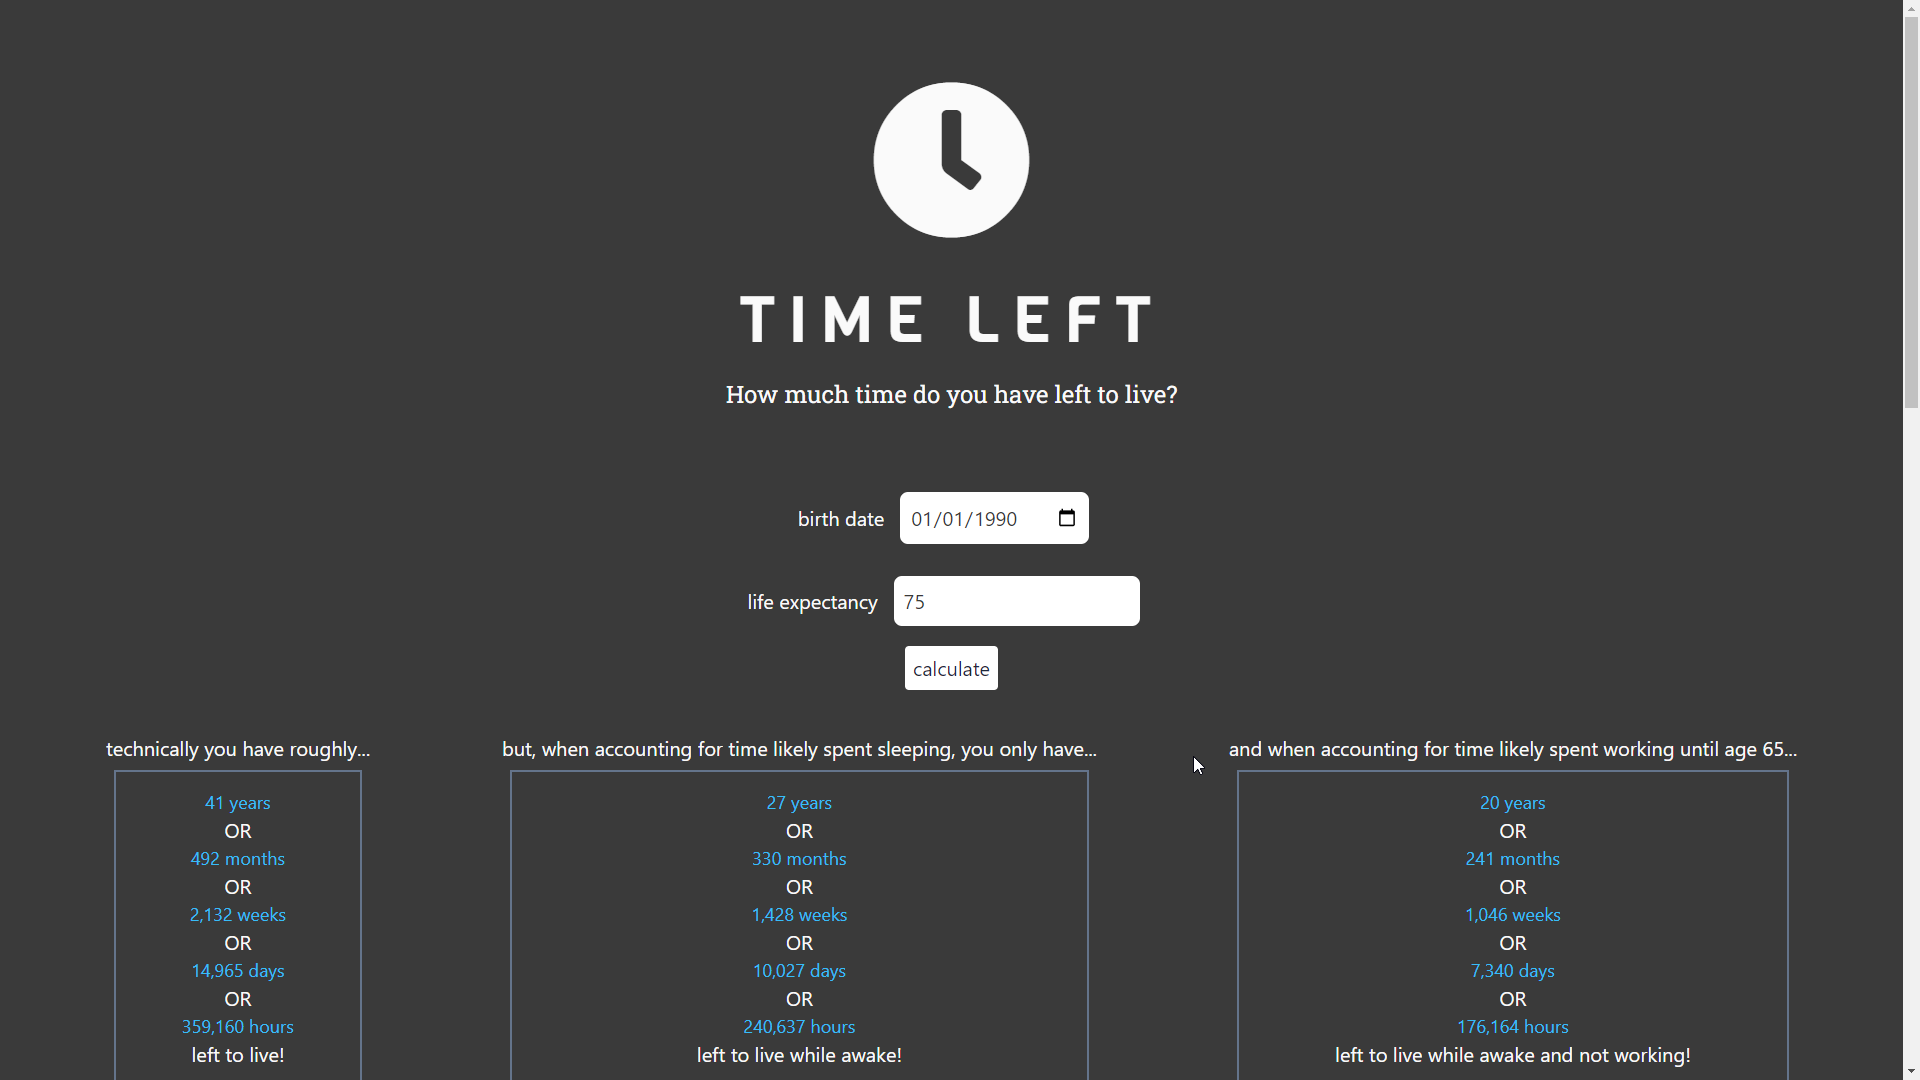 TIME LEFT
How much time do you have left to live?
birth date 01/01/1990
life expectancy 75
calculate
technically you have roughly...
41 years
OR
492 months
OR
2,132 weeks
OR
14,965 days
OR
359,160 hours
left to live!
but, when accounting for time likely spent sleeping, you only have...
27 years
OR
330 months
OR
1,428 weeks
OR
10,027 days
OR
240,637 hours
left to live while awake!
and when accounting for time likely spent working until age 65...
20 years
OR
241 months
OR
1,046 weeks
OR
7,340 days
OR
176,164 hours
left to live while awake and not working!